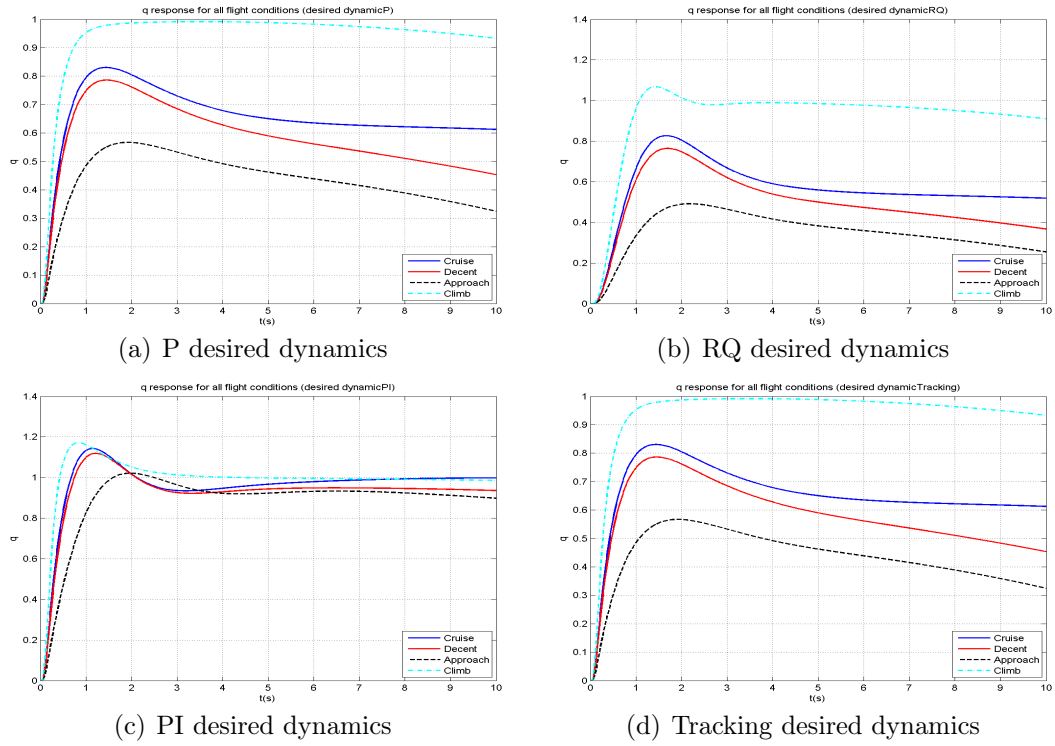 q response for all flight conditions (desired dynamicP)
1
0.9
0.8
0.7
0.6
0.5
0.4
0.3
0.2
0.1
0
q
0 1 2 3 4 5 6 7 8 9 10
t(s)
Cruise
Decent
Approach
Climb
(a) P desired dynamics
q response for all flight conditions (desired dynamicRQ)
1.4
1.2
1
0.8
0.6
0.4
0.2
0
q
0 1 2 3 4 5 6 7 8 9 10
t(s)
Cruise
Decent
Approach
Climb
(b) RQ desired dynamics
q response for all flight conditions (desired dynamicPI)
1.4
1.2
1
0.8
0.6
0.4
0.2
0
q
0 1 2 3 4 5 6 7 8 9 10
t(s)
Cruise
Decent
Approach
Climb
(c) PI desired dynamics
q response for all flight conditions (desired dynamicTracking)
1
0.9
0.8
0.7
0.6
0.5
0.4
0.3
0.2
0.1
0
q
0 1 2 3 4 5 6 7 8 9 10
t(s)
Cruise
Decent
Approach
Climb
(d) Tracking desired dynamics